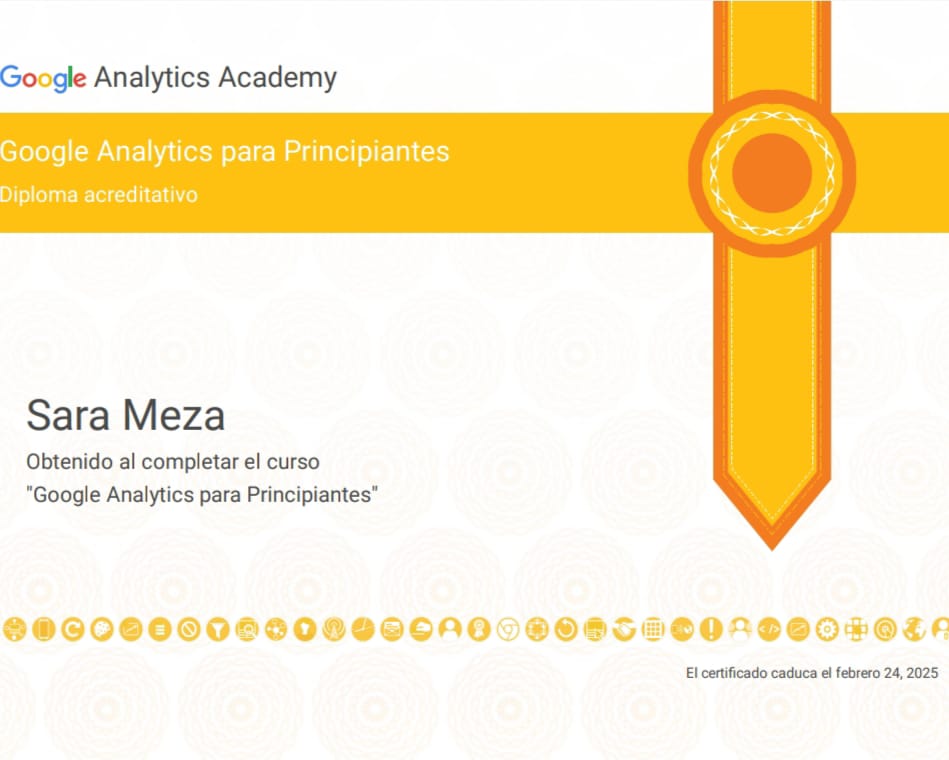 Google Analytics Academy
Google Analytics para Principiantes
Diploma acreditativo
Sara Meza
Obtenido al completar el curso
"Google Analytics para Principiantes"
El certificado caduca el febrero 24, 2025